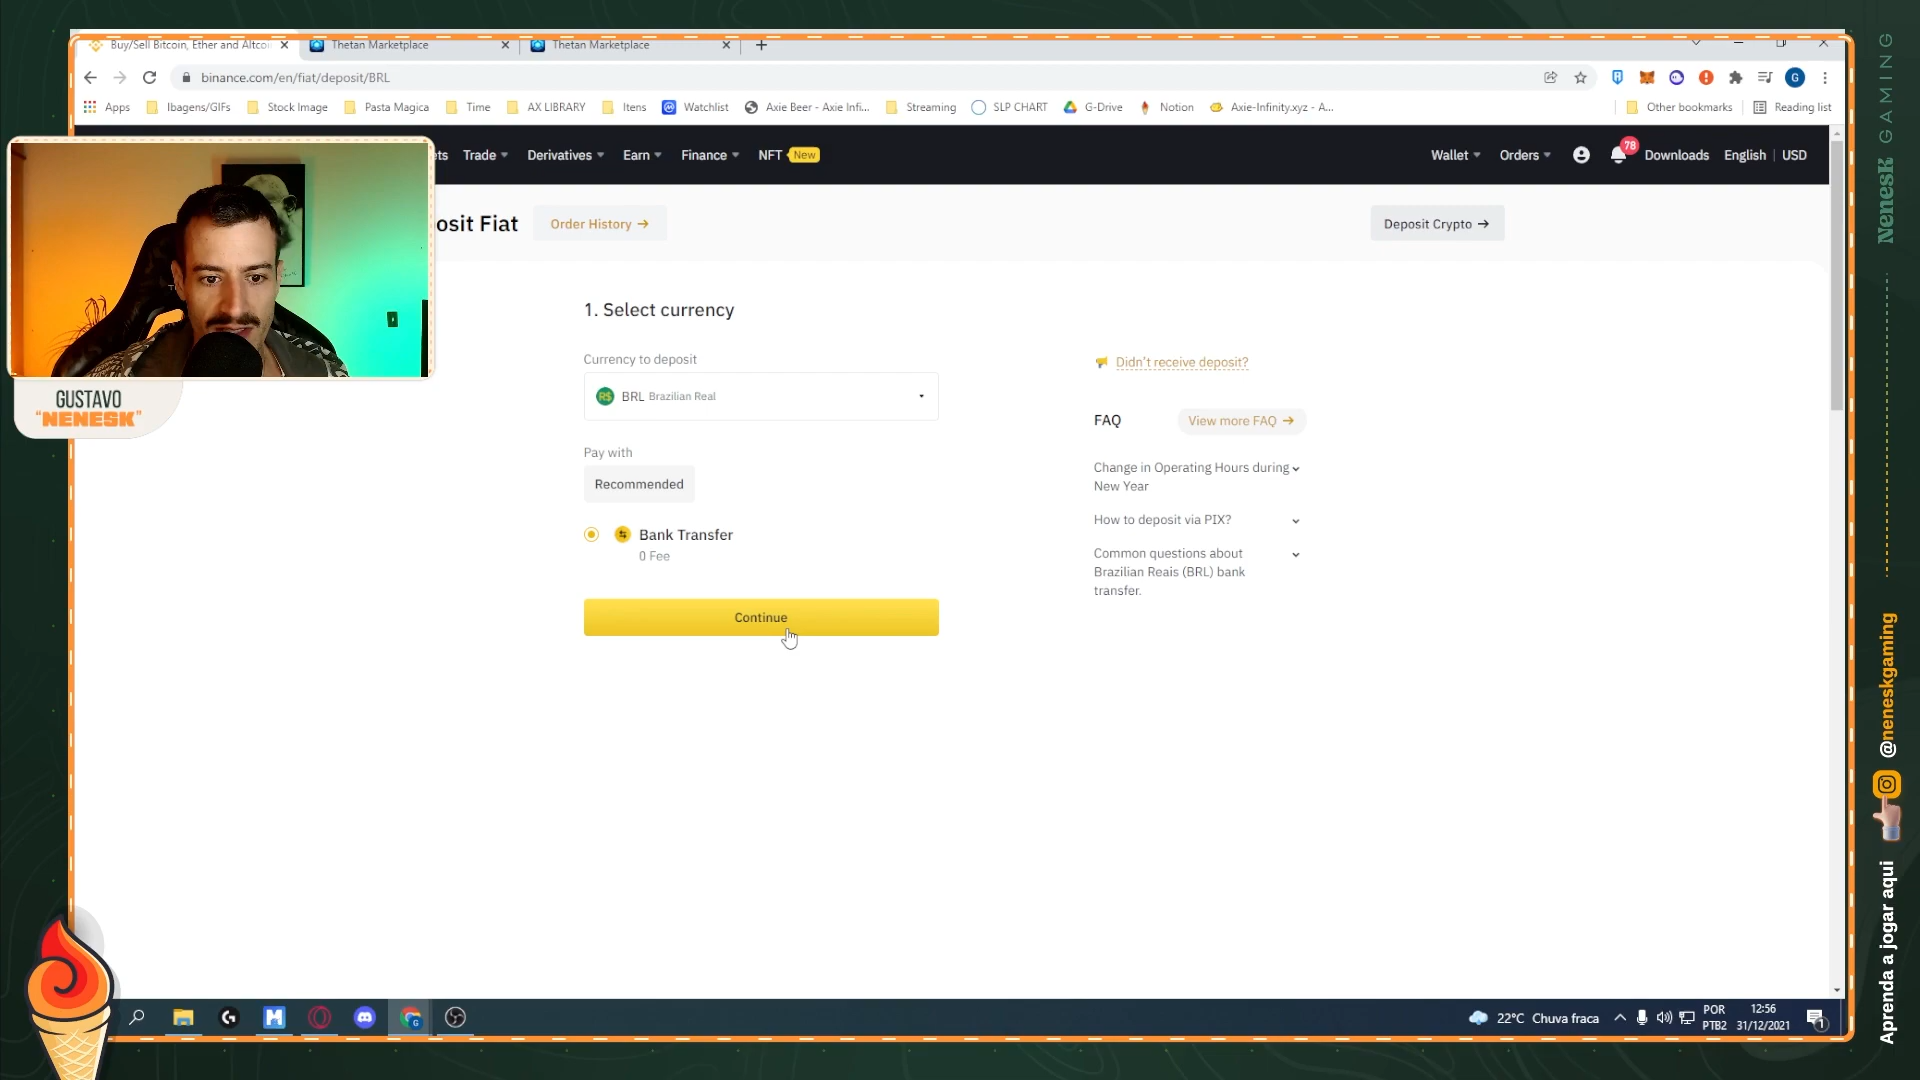 Buy/Sell Bitcoin, Ether and Altcoi
Thetan Marketplace
Thetan Marketplace
binance.com/en/fiat/deposit/BRL
Apps
Ibagens/GIFs
Stock Image
Pasta Magica
Time
AX LIBRARY
Itens
Watchlist
Axie Beer - Axie Infi...
Streaming
SLP CHART
G-Drive
Notion
Axie-Infinity.xyz - A...
Other bookmarks
Reading list
ts
Trade
Derivatives
Earn
Finance
NFT
New
Wallet
Orders
78
Downloads
English
USD
osit Fiat
Order History →
Deposit Crypto →
1. Select currency
Currency to deposit
R$
BRL Brazilian Real
Pay with
Recommended
Bank Transfer
0 Fee
Continue
Didn't receive deposit?
FAQ
View more FAQ →
Change in Operating Hours during
New Year
How to deposit via PIX?
Common questions about
Brazilian Reais (BRL) bank
transfer.
GUSTAVO
"NENESK"
22°C Chuva fraca
POR
PTB2
12:56
31/12/2021
1
Nenesk GAMING
@neneskgaming
Aprenda a jogar aqui